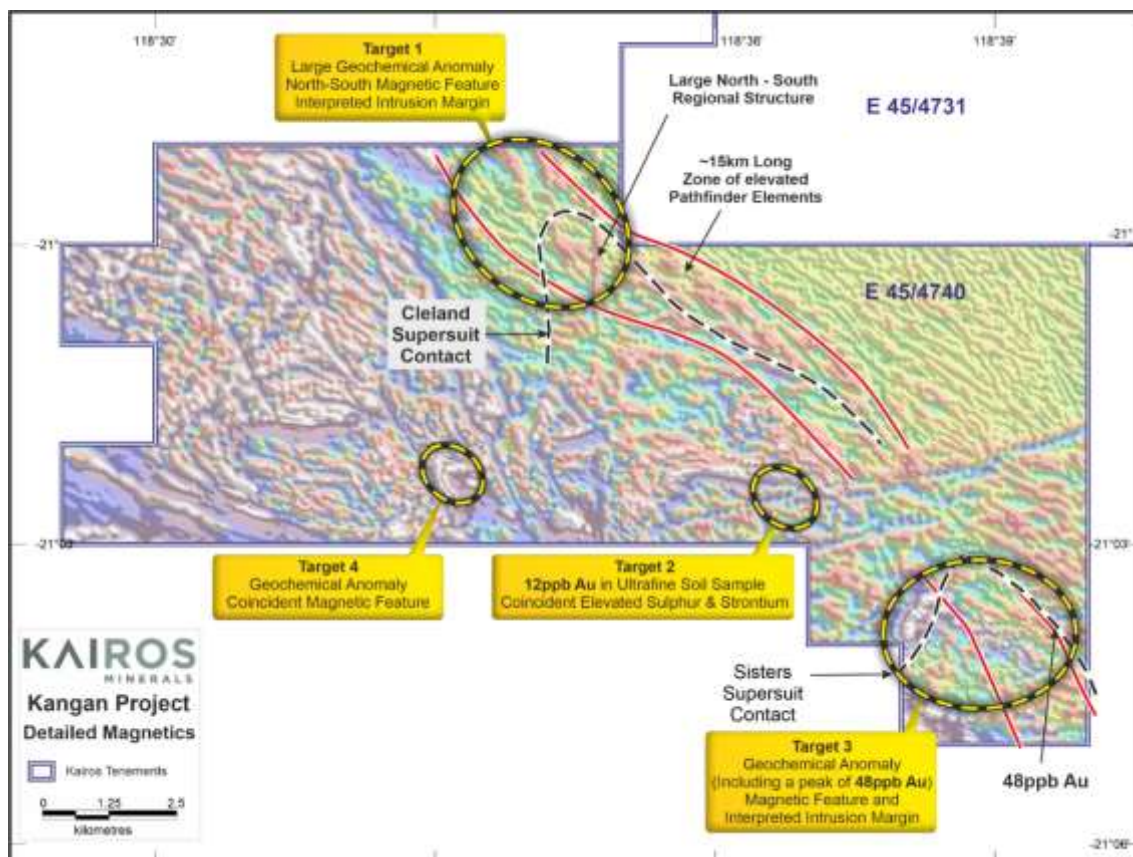 118°30'
118°36'
118°39'
Target 1
Large Geochemical Anomaly
North-South Magnetic Feature
Interpreted Intrusion Margin
Large North - South
Regional Structure
E 45/4731
~15km Long
Zone of elevated
Pathfinder Elements
-21°
-21°
E 45/4740
Cleland
Supersuit
Contact
-21°03'
-21°03'
Target 4
Geochemical Anomaly
Coincident Magnetic Feature
Target 2
12ppb Au in Ultrafine Soil Sample
Coincident Elevated Sulphur & Strontium
KAIROS
MINERALS
Kangan Project
Detailed Magnetics
Kairos Tenements
0 1.25 2.5
kilometres
Sisters
Supersuit
Contact
Target 3
Geochemical Anomaly
(Including a peak of 48ppb Au)
Magnetic Feature and
Interpreted Intrusion Margin
48ppb Au
-21°06'